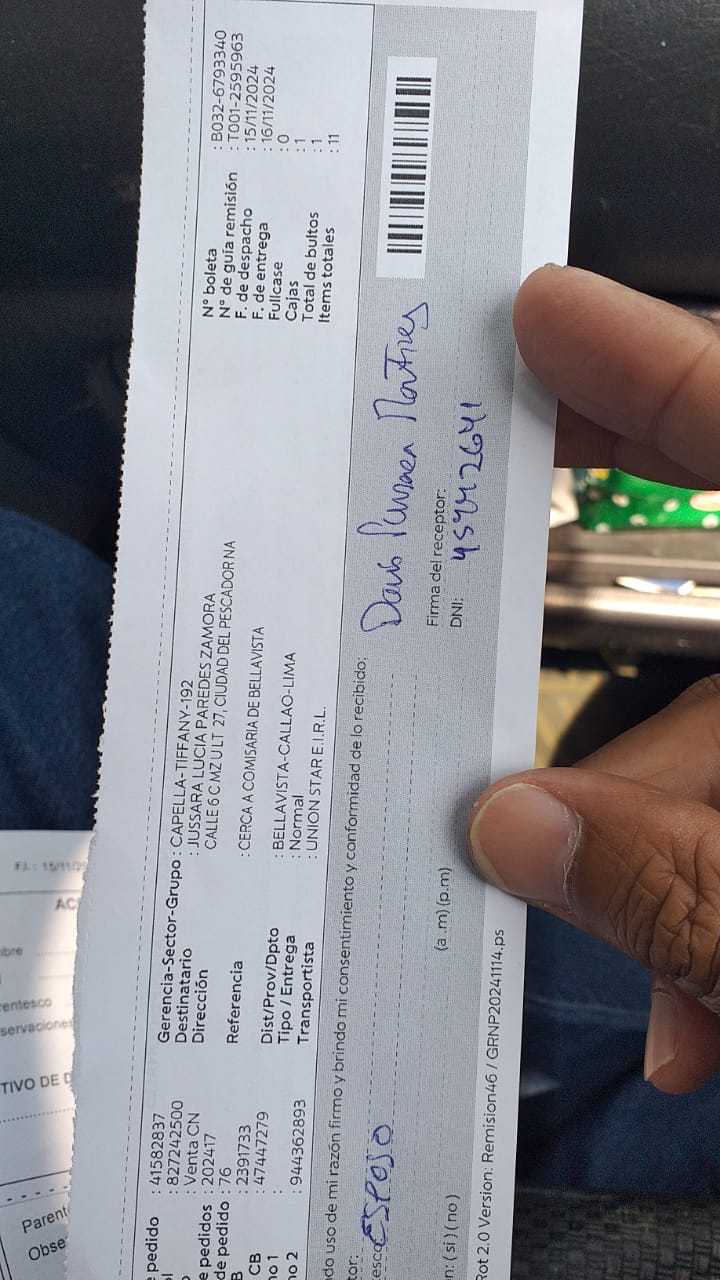 e pedido : 41582837
: 827242500
: Venta CN
e pedidos : 202417
de pedido : 76
B : 2391733
CB : 47447279
no 1 :
no 2 : 944362893
Gerencia-Sector-Grupo : CAPELLA-TIFFANY-192
Destinatario : JUSSARA LUCIA PAREDES ZAMORA
Dirección CALLE 6 C.MZ U LT 27, CIUDAD DEL PESCADOR NA
Referencia : CERCA A COMISARIA DE BELLAVISTA
Dist/Prov/Dpto : BELLAVISTA-CALLAO-LIMA
Tipo / Entrega : Normal
Transportista : UNION STAR E.I.R.L.
N° boleta : B032-6793340
N° de guía remisión : T001-2595963
F. de despacho : 15/11/2024
F. de entrega : 16/11/2024
Fullcase : 0
Cajas : 1
Total de bultos : 1
Items totales : 11
do uso de mi razón firmo y brindo mi consentimiento y conformidad de lo recibido:
tor:
esco: ESPOSO
Firma del receptor:
DNI:
n: ( si ) ( no )
(a .m) (p.m)
Rot 2.0 Version: Remision46 / GRNP20241114.ps
F.I. : 15/11/2
AC
mbre
rentesco
servaciones
TIVO DE D
Parent
Obse